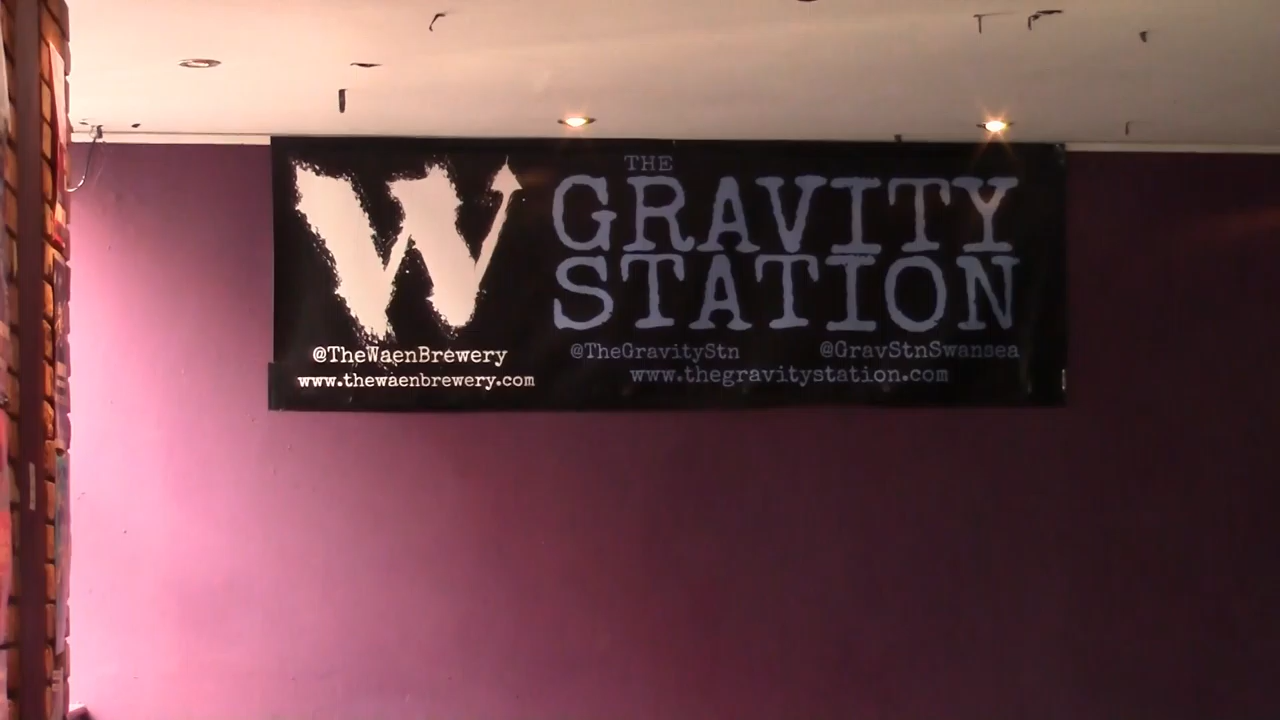 W
THE
GRAVITY
STATION
@TheWaenBrewery
www.thewaenbrewery.com
@TheGravityStn @GravStnSwansea
www.thegravitystation.com